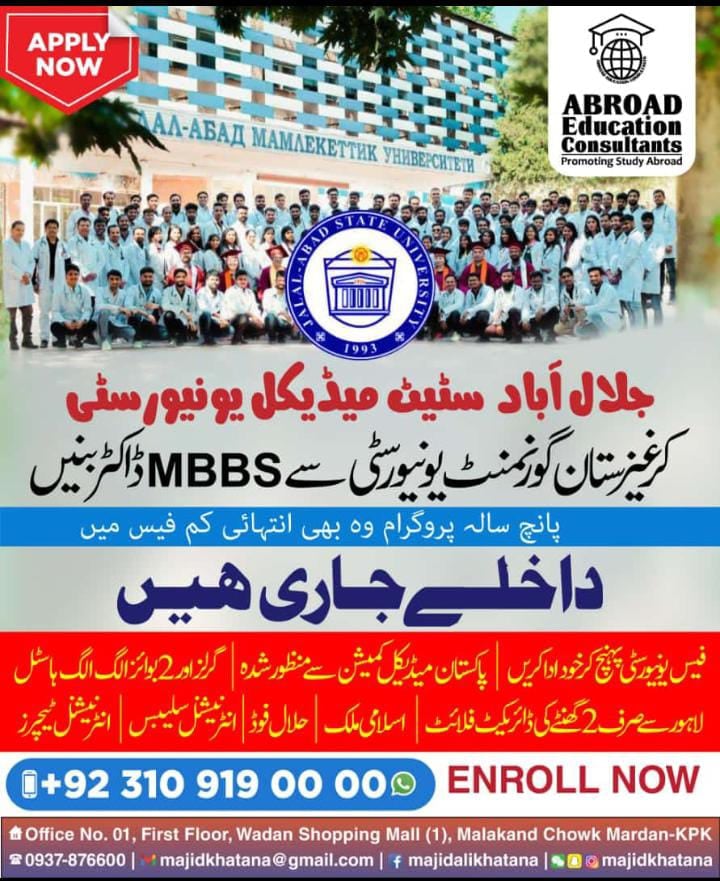 APPLY
NOW
ABROAD
Education
Consultants
Promoting Study Abroad
ЛАЛ-АБАД МАМЛЕКЕТТИК УНИВЕРСИТЕТИ
JALAL-ABAD STATE UNIVERSITY
1993
جلال آباد سٹیٹ میڈیکل یونیورسٹی
کرغیزستان گورنمنٹ یونیورسٹی سے MBBS ڈاکٹر بنیں
پانچ سالہ پروگرام وہ بھی انتہائی کم فیس میں
داخلے جاری ھیں
فیس یونیورسٹی پہنچ کر خود ادا کریں | پاکستان میڈیکل کمیشن سے منظور شدہ | گرلز اور 2 بوائز الگ الگ ہاسٹل
لاہور سے صرف 2 گھنٹے کی ڈائریکٹ فلائٹ | اسلامی ملک | حلال فوڈ | انٹرنیشنل سلیبس | انٹرنیشنل ٹیچرز
+92 310 919 00 00 ENROLL NOW
Office No. 01, First Floor, Wadan Shopping Mall (1), Malakand Chowk Mardan-KPK
0937-876600 | majidkhatana@gmail.com | majidalikhatana | majidkhatana